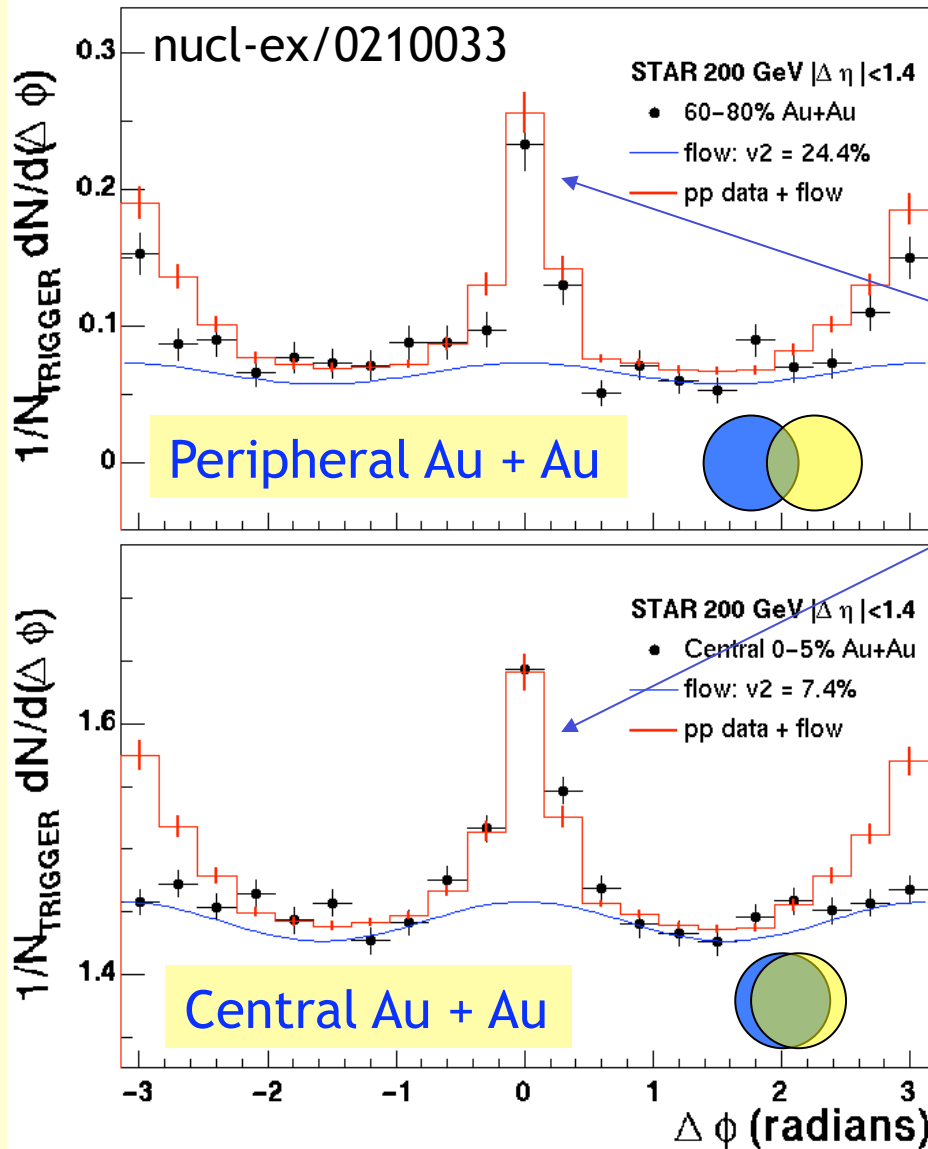 nucl-ex/0210033
STAR 200 GeV |Δ η|<1.4
60–80% Au+Au
flow: v2 = 24.4%
pp data + flow
1/N_TRIGGER dN/d(Δ φ)
0.3
0.2
0.1
0
Peripheral Au + Au
STAR 200 GeV |Δ η|<1.4
Central 0–5% Au+Au
flow: v2 = 7.4%
pp data + flow
1/N_TRIGGER dN/d(Δ φ)
1.6
1.4
Central Au + Au
−3 −2 −1 0 1 2 3
Δ φ (radians)